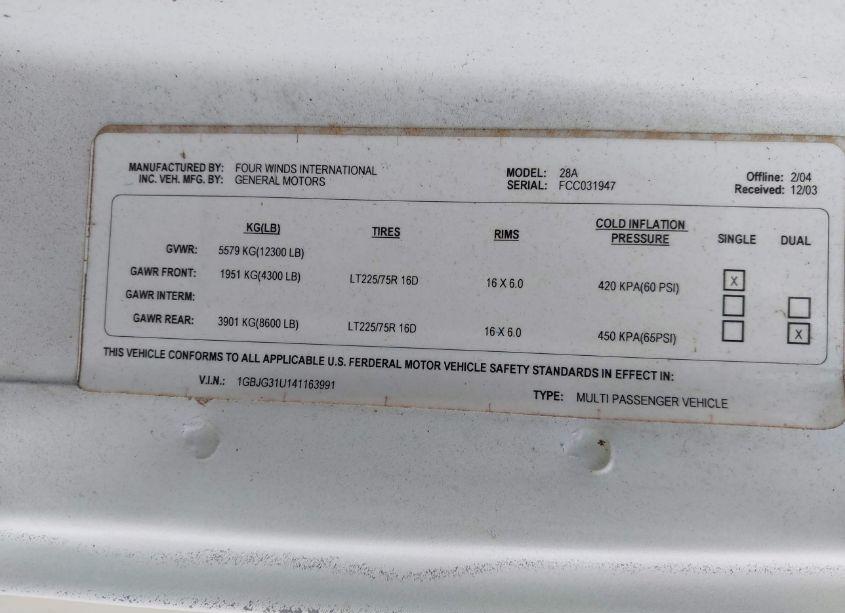 MANUFACTURED BY: FOUR WINDS INTERNATIONAL MODEL: 28A Offline: 2/04
INC. VEH. MFG. BY: GENERAL MOTORS SERIAL: FCC031947 Received: 12/03
KG(LB) TIRES RIMS COLD INFLATION PRESSURE SINGLE DUAL
GVWR: 5579 KG(12300 LB)
GAWR FRONT: 1951 KG(4300 LB) LT225/75R 16D 16 X 6.0 420 KPA(60 PSI) X
GAWR INTERM:
GAWR REAR: 3901 KG(8600 LB) LT225/75R 16D 16 X 6.0 450 KPA(65PSI) X
THIS VEHICLE CONFORMS TO ALL APPLICABLE U.S. FERDERAL MOTOR VEHICLE SAFETY STANDARDS IN EFFECT IN:
V.I.N.: 1GBJG31U141163991 TYPE: MULTI PASSENGER VEHICLE